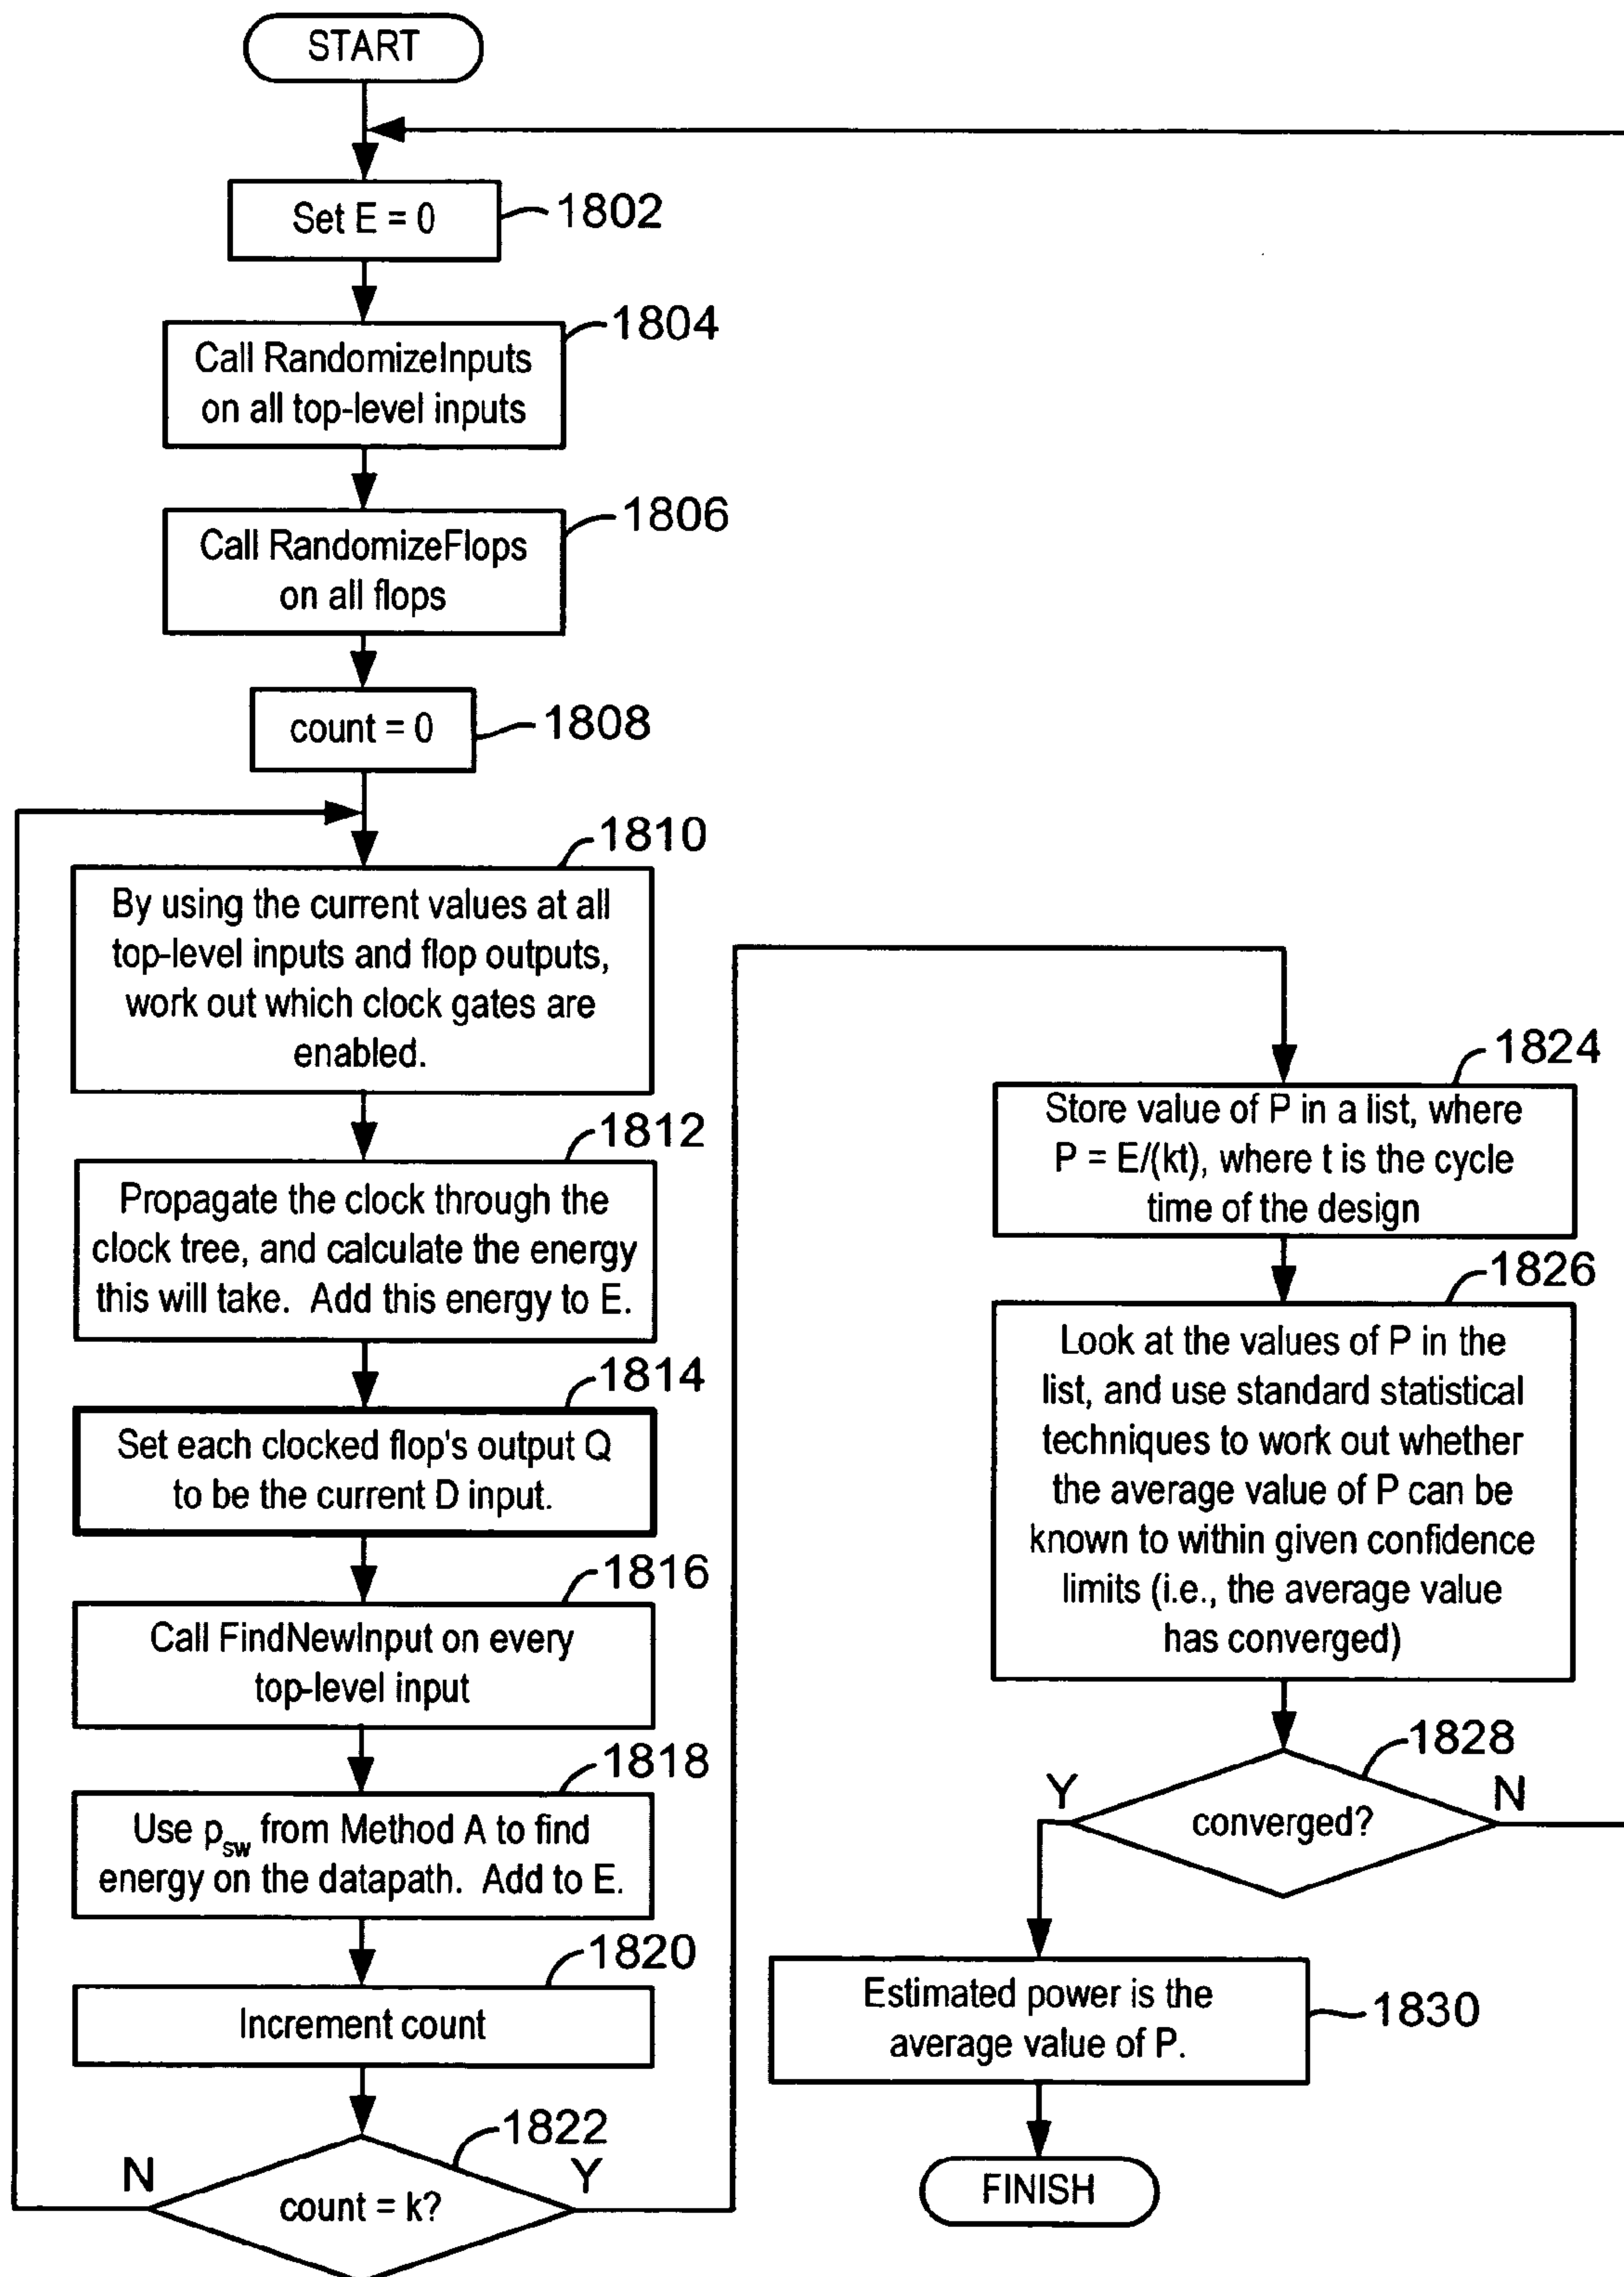 START
Set E = 0
1802
Call RandomizeInputs
on all top-level inputs
1804
Call RandomizeFlops
on all flops
1806
count = 0
1808
1810
By using the current values at all
top-level inputs and flop outputs,
work out which clock gates are
enabled.
1812
Propagate the clock through the
clock tree, and calculate the energy
this will take. Add this energy to E.
1814
Set each clocked flop's output Q
to be the current D input.
1816
Call FindNewInput on every
top-level input
1818
Use psw from Method A to find
energy on the datapath. Add to E.
1820
Increment count
1822
N
Y
count = k?
1824
Store value of P in a list, where
P = E/(kt), where t is the cycle
time of the design
1826
Look at the values of P in the
list, and use standard statistical
techniques to work out whether
the average value of P can be
known to within given confidence
limits (i.e., the average value
has converged)
1828
Y
N
converged?
Estimated power is the
average value of P.
1830
FINISH